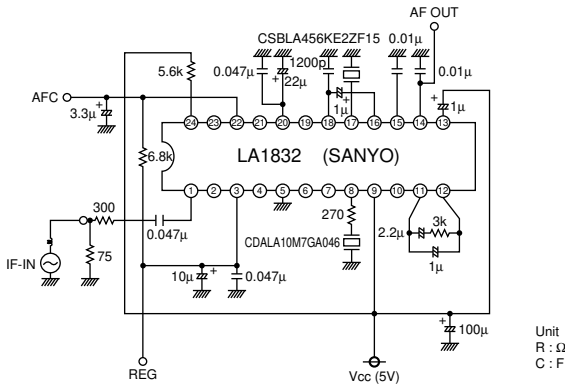 AF OUT
CSBLA456KE2ZF15
0.01µ
5.6k
0.047µ
1200p
22µ
0.01µ
AFC
3.3µ
1µ
1µ
24 23 22 21 20 19 18 17 16 15 14 13
6.8k
LA1832 (SANYO)
1 2 3 4 5 6 7 8 9 10 11 12
300
0.047µ
270
3k
2.2µ
IF-IN
75
CDALA10M7GA046
1µ
10µ
0.047µ
100µ
Unit
R : Ω
C : F
REG
Vcc (5V)